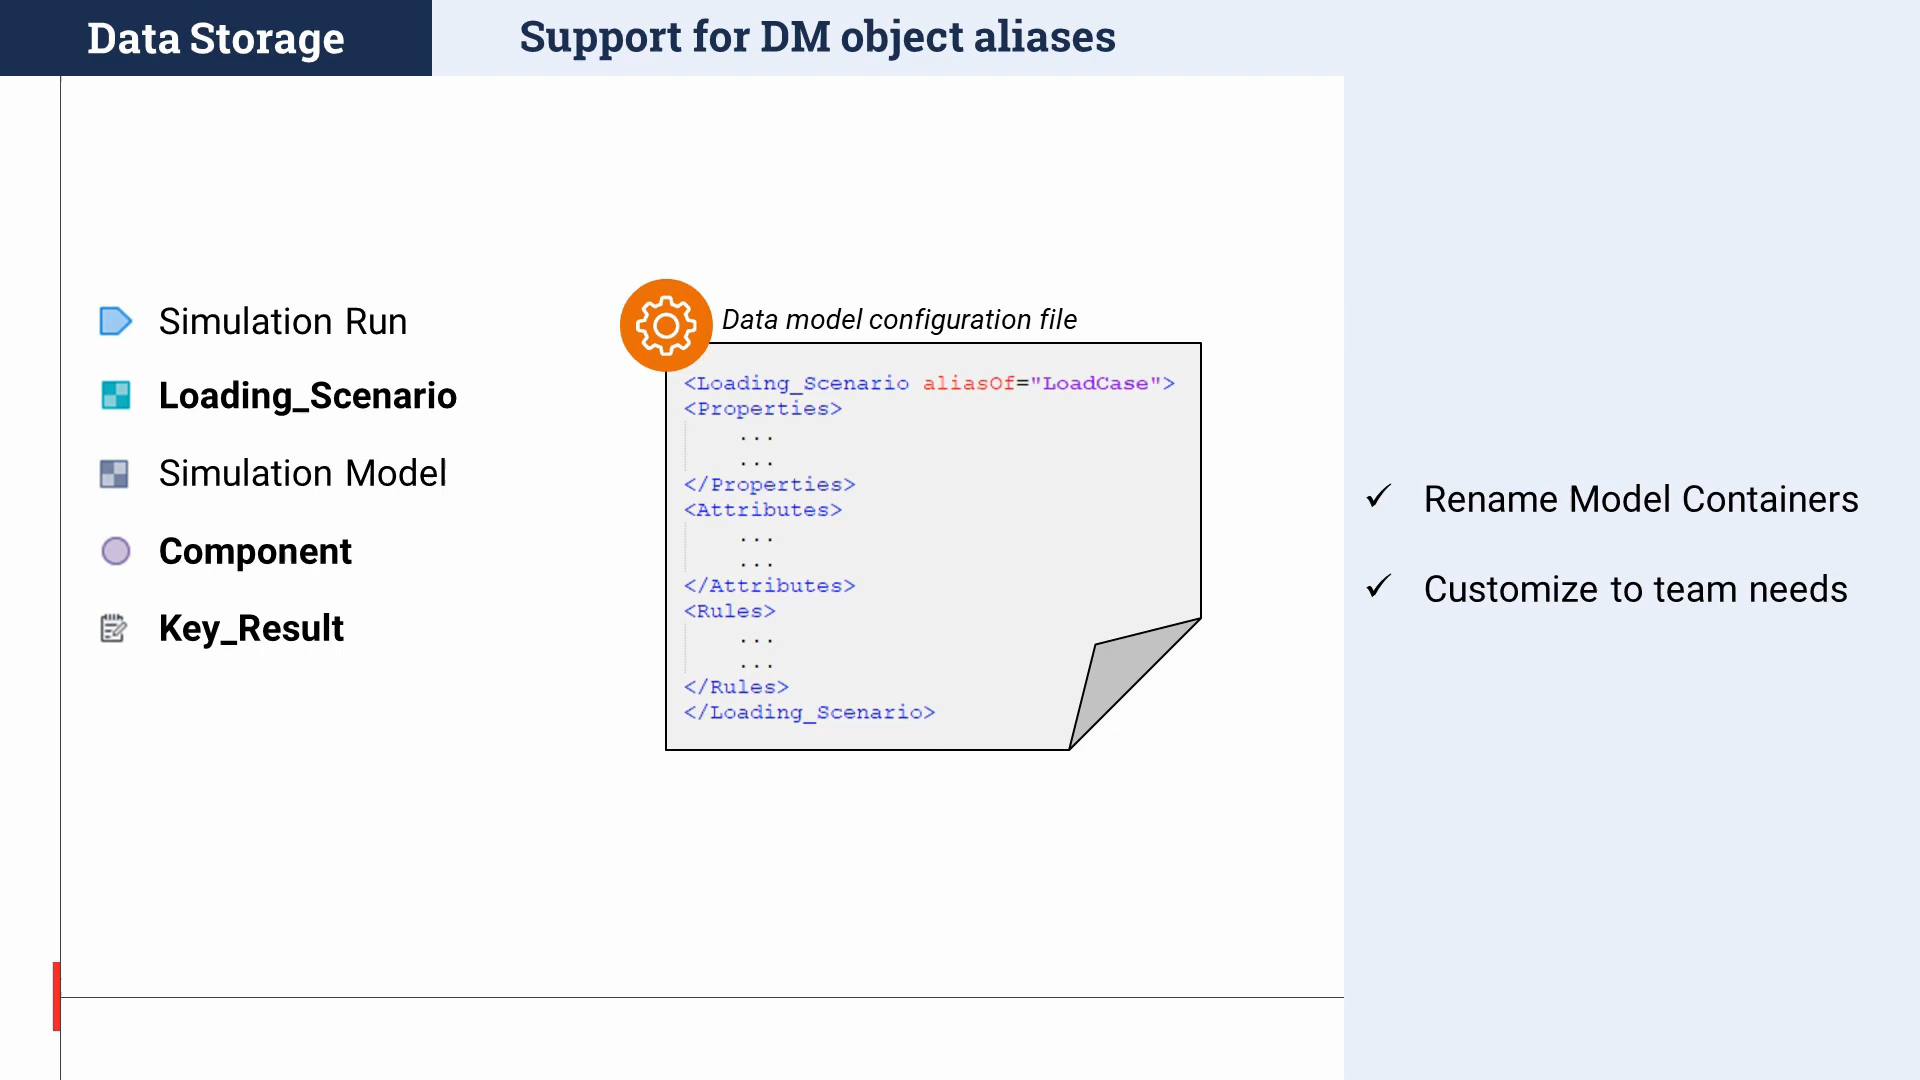 Data Storage
Support for DM object aliases
Simulation Run
Loading_Scenario
Simulation Model
Component
Key_Result
Data model configuration file
<Loading_Scenario aliasOf="LoadCase">
<Properties>
...
...
</Properties>
<Attributes>
...
...
</Attributes>
<Rules>
...
...
</Rules>
</Loading_Scenario>
✓ Rename Model Containers
✓ Customize to team needs